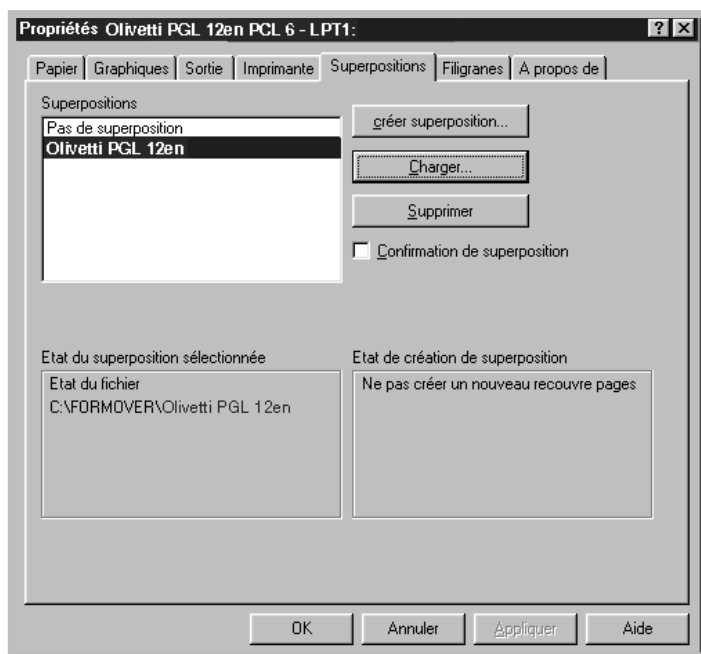 Propriétés Olivetti PGL 12en PCL 6 - LPT1:
Papier Graphiques Sortie Imprimante Superpositions Filigranes A propos de
Superpositions
Pas de superposition
Olivetti PGL 12en
créer superposition...
Charger...
Supprimer
Confirmation de superposition
Etat du superposition sélectionnée
Etat du fichier
C:\FORMOVER\Olivetti PGL 12en
Etat de création de superposition
Ne pas créer un nouveau recouvre pages
OK Annuler Appliquer Aide